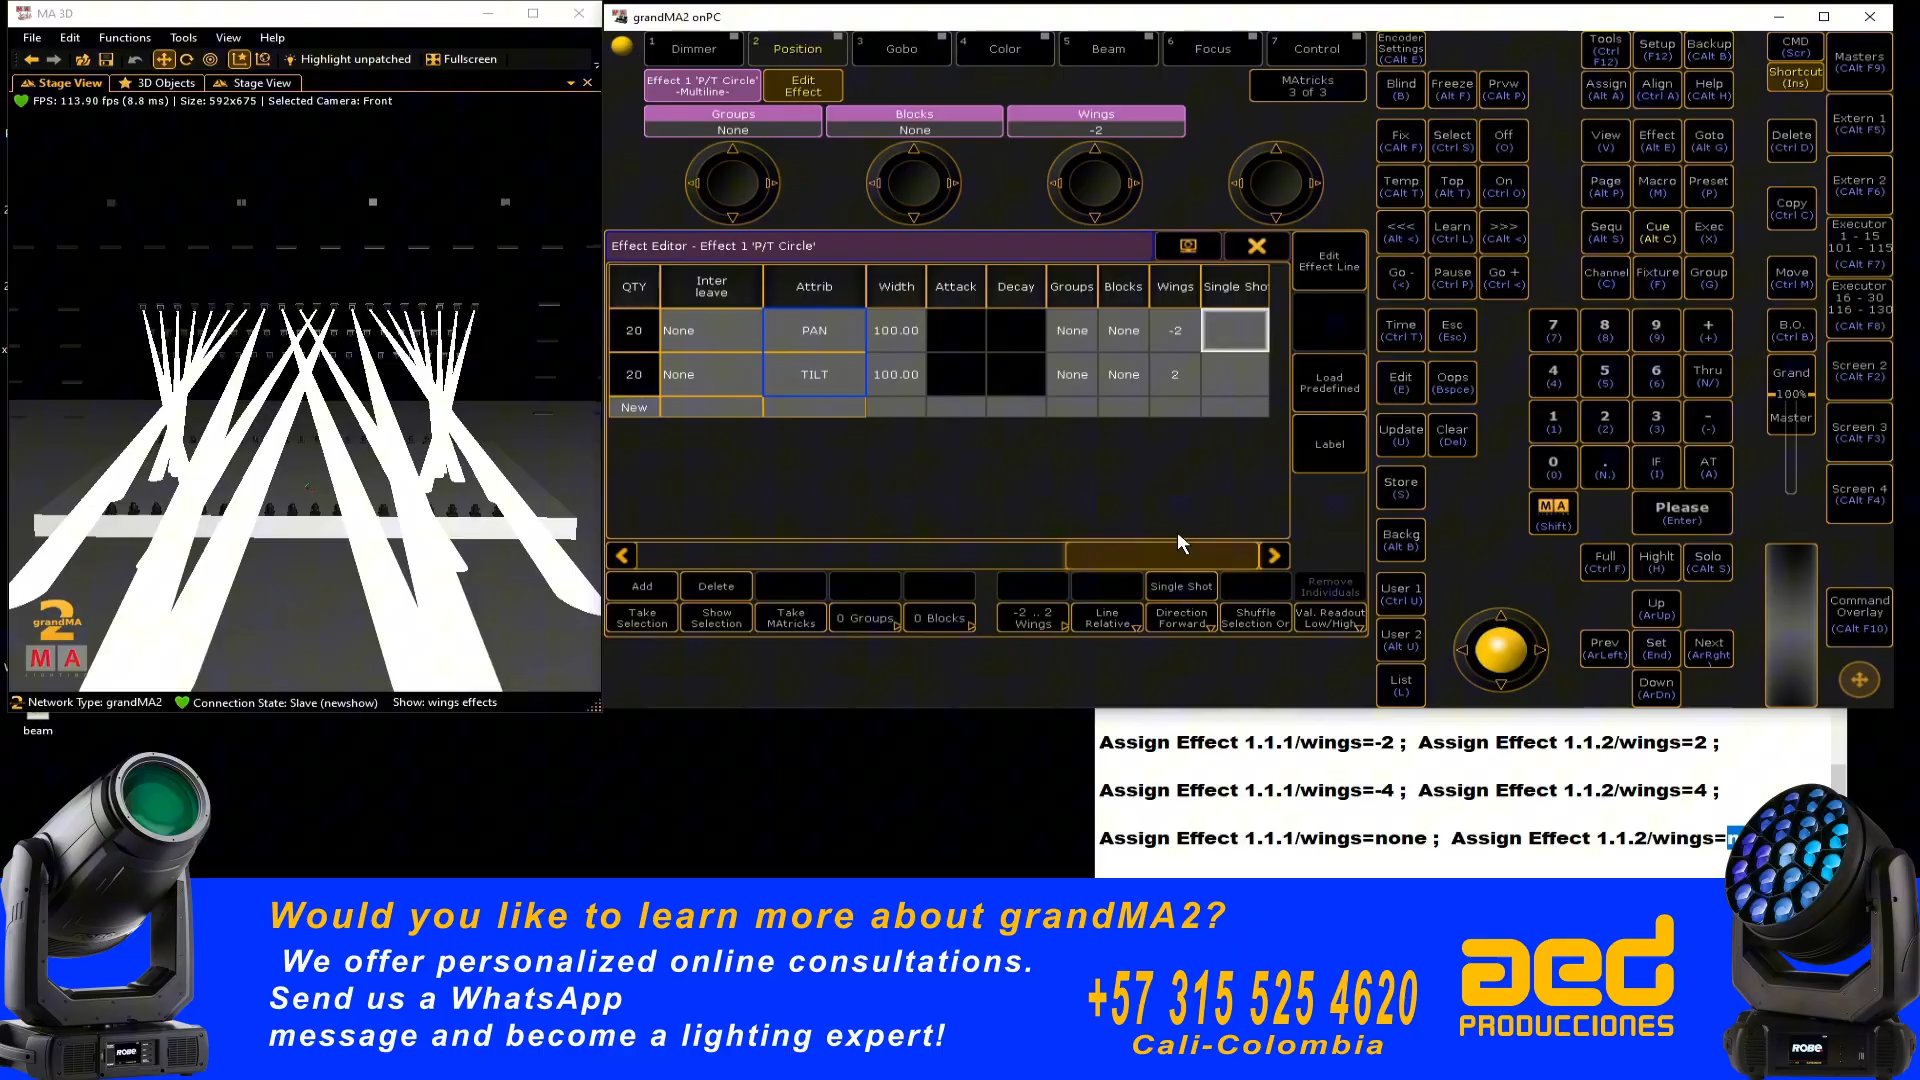 MA 3D
File Edit Functions Tools View Help
Highlight unpatched Fullscreen
Stage View 3D Objects Stage View
FPS: 113.90 fps (8.8 ms) | Size: 592x675 | Selected Camera: Front
2 grandMA
MA
LIGHTING
Network Type: grandMA2 Connection State: Slave (newshow) Show: wings effects
beam
grandMA2 onPC
1 Dimmer 2 Position 3 Gobo 4 Color 5 Beam 6 Focus 7 Control
Effect 1 'P/T Circle' -Multiline-
Edit Effect
MAtricks 3 of 3
Groups Blocks Wings
None None -2
Effect Editor - Effect 1 'P/T Circle' 1
QTY Inter leave Attrib Width Attack Decay Groups Blocks Wings Single Sho
20 None PAN 100.00 None None -2
20 None TILT 100.00 None None 2
New
Edit Effect Line
Load Predefined
Label
Add Delete Single Shot Remove Individuals
Take Selection Show Selection Take MAtricks 0 Groups 0 Blocks -2 .. 2 Wings Line Relative Direction Forward Shuffle Selection Or Val. Readout Low/High
Encoder Settings (CAlt E)
Tools (Ctrl F12) Setup (F12) Backup (CAlt B)
CMD (Scr)
Shortcut (Ins)
Masters (CAlt F9)
Blind (B) Freeze (Alt F) Prvw (CAlt P) Assign (Alt A) Align (Ctrl A) Help (CAlt H)
Extern 1 (CAlt F5)
Fix (CAlt F) Select (Ctrl S) Off (O) View (V) Effect (Alt E) Goto (Alt G) Delete (Ctrl D)
Temp (CAlt T) Top (Alt T) On (Ctrl O) Page (Alt P) Macro (M) Preset (P) Copy (Ctrl C)
Extern 2 (CAlt F6)
<<< (Alt <) Learn (Ctrl L) >>> (CAlt <) Sequ (Alt S) Cue (Alt C) Exec (X)
Executor 1 - 15 101 - 115 (CAlt F7)
Go - (<) Pause (Ctrl P) Go + (Ctrl <) Channel (C) Fixture (F) Group (G) Move (Ctrl M)
Executor 16 - 30 116 - 130 (CAlt F8)
Time (Ctrl T) Esc (Esc) 7 (7) 8 (8) 9 (9) + (+) B.O. (Ctrl B)
Edit (E) Oops (Bspce) 4 (4) 5 (5) 6 (6) Thru (N/) Grand 100% Master
Screen 2 (CAlt F2)
Update (U) Clear (Del) 1 (1) 2 (2) 3 (3) - (-)
Screen 3 (CAlt F3)
Store (S) 0 (0) . (N.) IF (I) AT (A)
Screen 4 (CAlt F4)
MA (Shift) Please (Enter)
Backg (Alt B) Full (Ctrl F) Highlt (H) Solo (CAlt S)
User 1 (Ctrl U) Up (ArUp)
Command Overlay (CAlt F10)
User 2 (Alt U) Prev (ArLeft) Set (End) Next (ArRght
List (L) Down (ArDn)
Assign Effect 1.1.1/wings=-2 ; Assign Effect 1.1.2/wings=2 ;
Assign Effect 1.1.1/wings=-4 ; Assign Effect 1.1.2/wings=4 ;
Assign Effect 1.1.1/wings=none ; Assign Effect 1.1.2/wings=
Would you like to learn more about grandMA2?
We offer personalized online consultations.
Send us a WhatsApp
message and become a lighting expert!
+57 315 525 4620
Cali-Colombia
aed
PRODUCCIONES
ROBE
ROBE